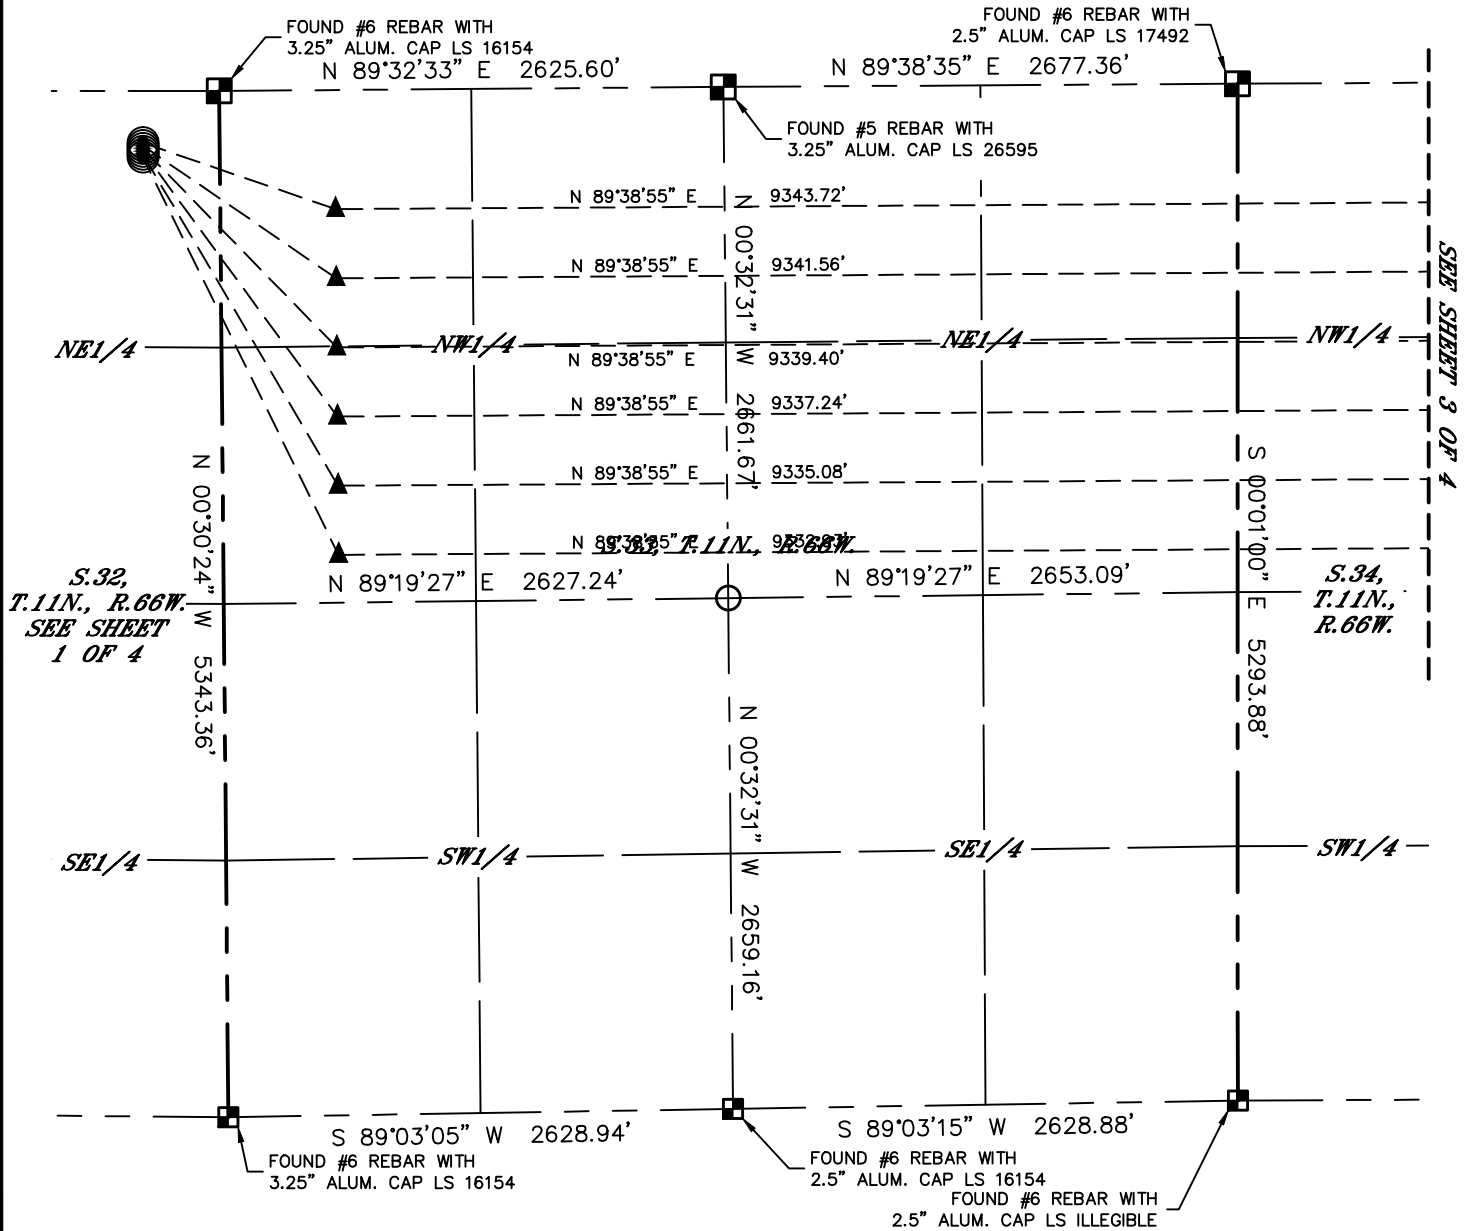 FOUND #6 REBAR WITH
3.25" ALUM. CAP LS 16154
FOUND #6 REBAR WITH
2.5" ALUM. CAP LS 17492
N 89°32'33" E 2625.60'
N 89°38'35" E 2677.36'
FOUND #5 REBAR WITH
3.25" ALUM. CAP LS 26595
N 89°38'55" E 9343.72'
N 00°32'31" W 2661.67'
N 89°38'55" E 9341.56'
SEE SHEET 3 OF 4
NE1/4
NW1/4
NE1/4
NW1/4
N 89°38'55" E 9339.40'
N 89°38'55" E 9337.24'
N 00°30'24" W 5343.36'
S 00°01'00" E 5293.88'
N 89°38'55" E 9335.08'
S.33, T.11N., R.66W.
N 89°19'27" E 2627.24'
N 89°19'27" E 2653.09'
S.32,
T.11N., R.66W.
SEE SHEET
1 OF 4
S.34,
T.11N.,
R.66W.
N 00°32'31" W 2659.16'
SE1/4
SW1/4
SE1/4
SW1/4
S 89°03'05" W 2628.94'
S 89°03'15" W 2628.88'
FOUND #6 REBAR WITH
3.25" ALUM. CAP LS 16154
FOUND #6 REBAR WITH
2.5" ALUM. CAP LS 16154
FOUND #6 REBAR WITH
2.5" ALUM. CAP LS ILLEGIBLE